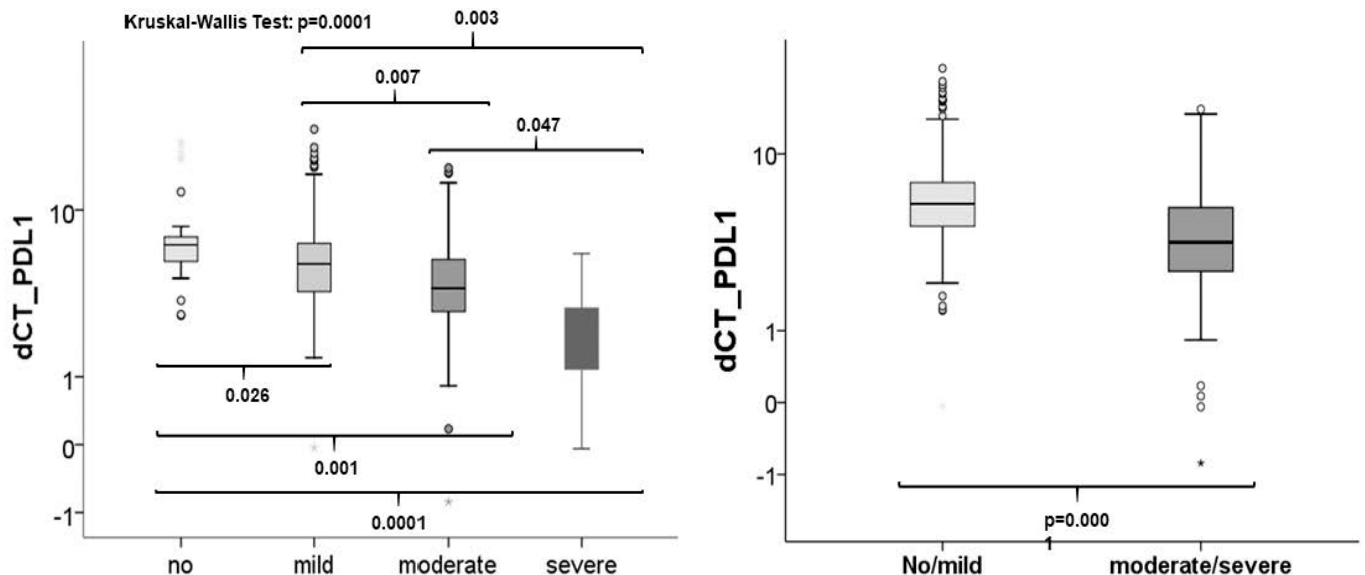 Kruskal-Wallis Test: p=0.0001
0.003
0.007
0.047
dCT_PDL1
10
1
0
-1
0.026
0.001
0.0001
no mild moderate severe
dCT_PDL1
10
1
0
-1
p=0.000
1
No/mild moderate/severe